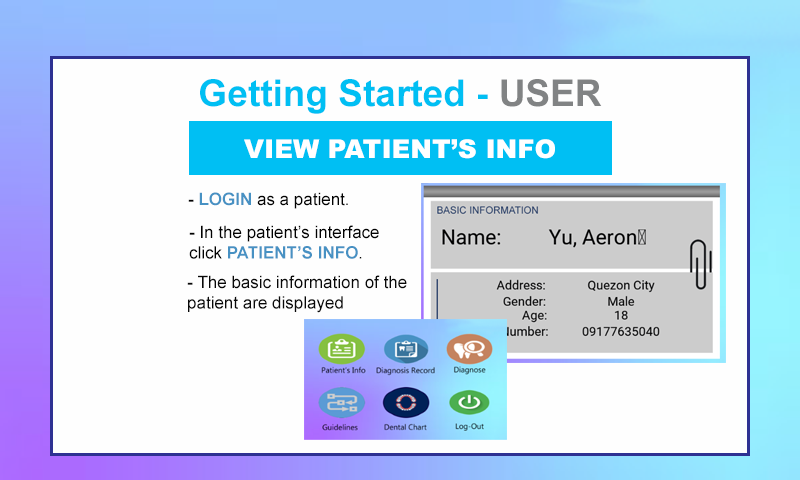 Getting Started - USER
VIEW PATIENT'S INFO
- LOGIN as a patient.
- In the patient's interface
click PATIENT'S INFO.
- The basic information of the
patient are displayed
BASIC INFORMATION
Name: Yu, Aeron
Address: Quezon City
Gender: Male
Age: 18
09177635040
Patient's Info Diagnosis Record Diagnose
Guidelines Dental Chart Log-Out